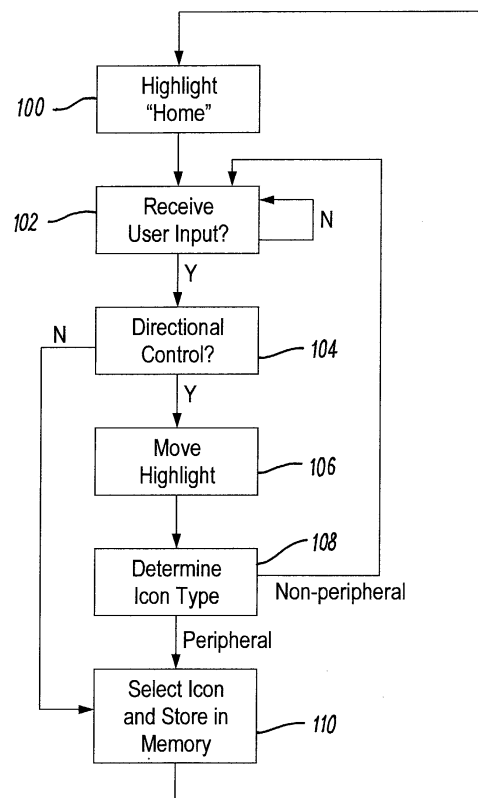 Highlight
“Home”
100
Receive
User Input?
102
N
Y
Directional
Control?
N
104
Y
Move
Highlight
106
108
Determine
Icon Type
Non-peripheral
Peripheral
Select Icon
and Store in
Memory
110